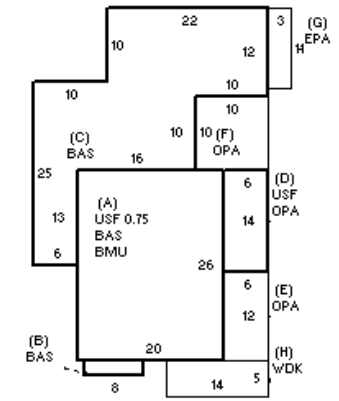 22
3
(G)
EPA
10
12
11
10
10
10
10
10
(F)
OPA
(C)
BAS
16
25
6
(D)
USF
OPA
14
(A)
USF 0.75
BAS
BMU
13
6
26
6
(E)
OPA
12
(B)
BAS
20
(H)
WDK
8
14
5